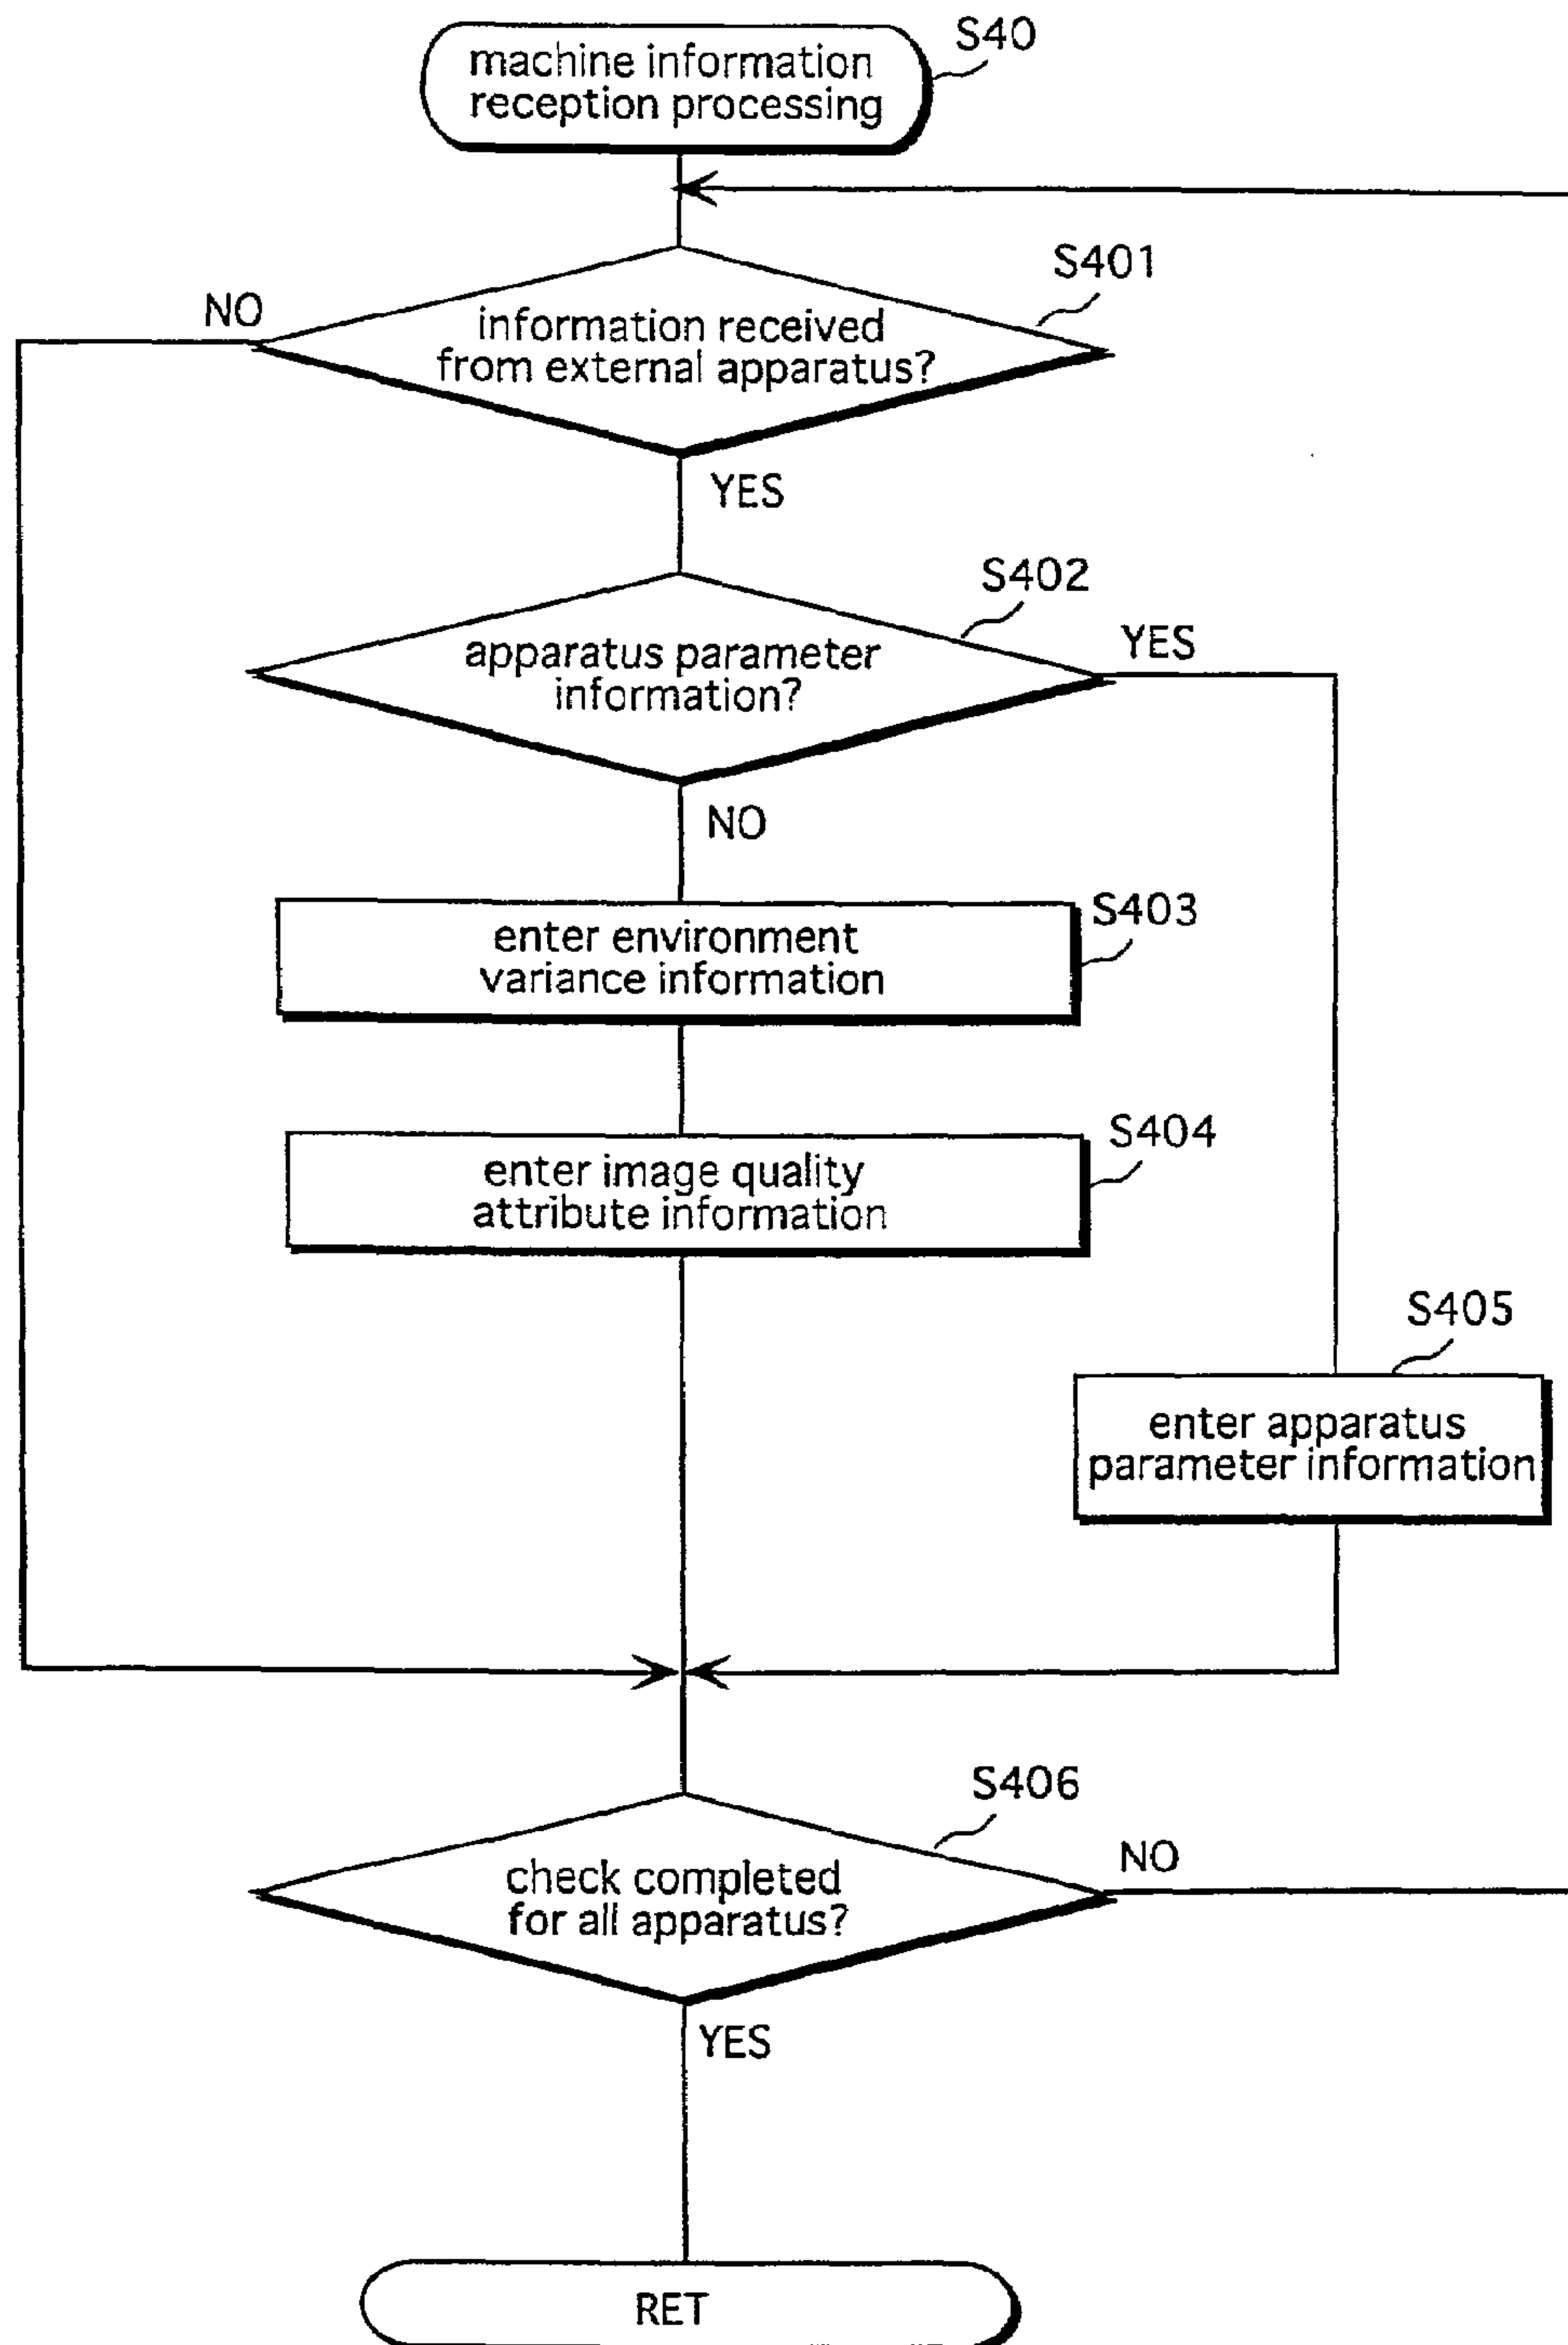 S40
machine information
reception processing
S401
NO
information received
from external apparatus?
YES
S402
YES
apparatus parameter
information?
NO
S403
enter environment
variance information
S404
enter image quality
attribute information
S405
enter apparatus
parameter information
S406
NO
check completed
for all apparatus?
YES
RET